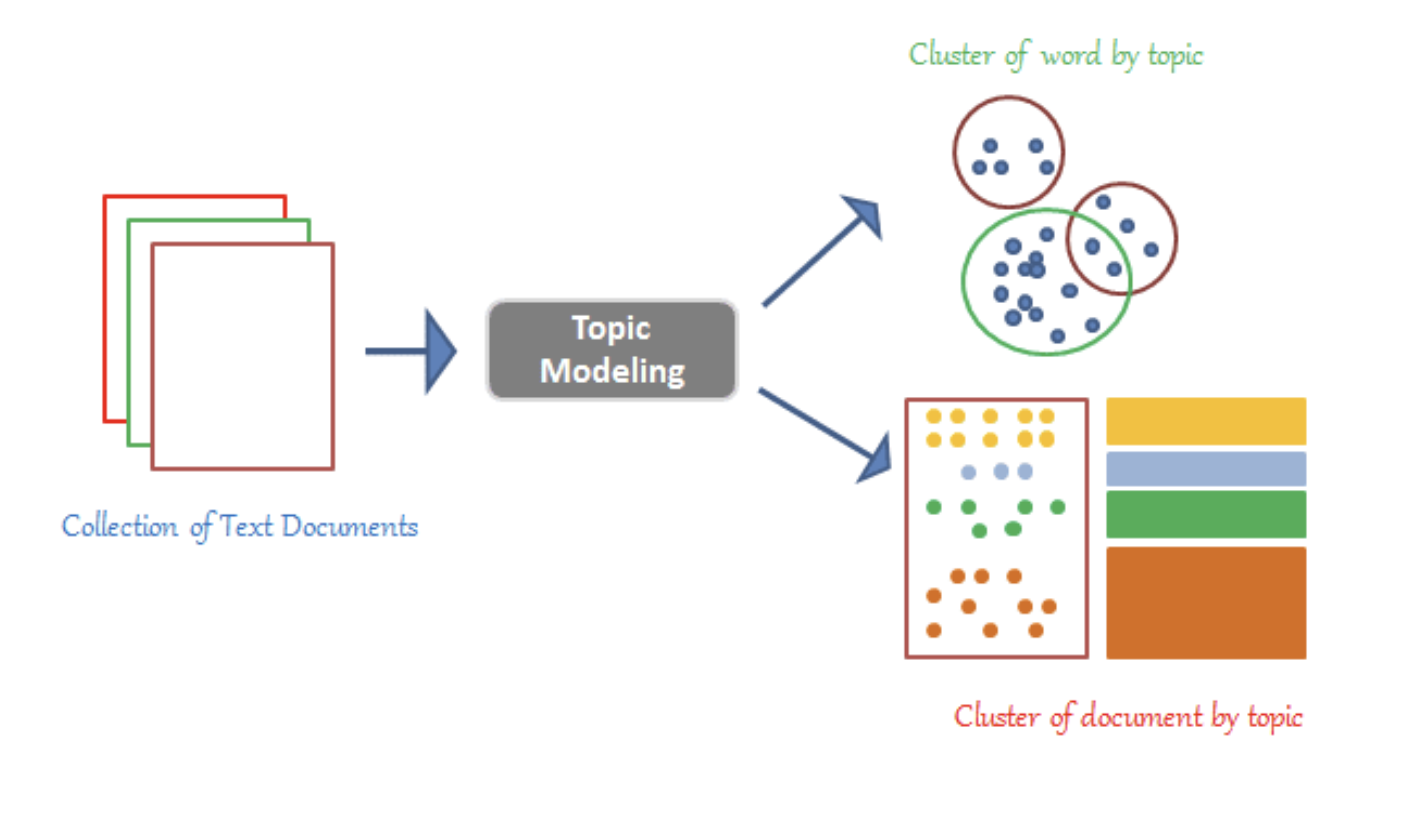 Cluster of word by topic
Topic
Modeling
Collection of Text Documents
Cluster of document by topic